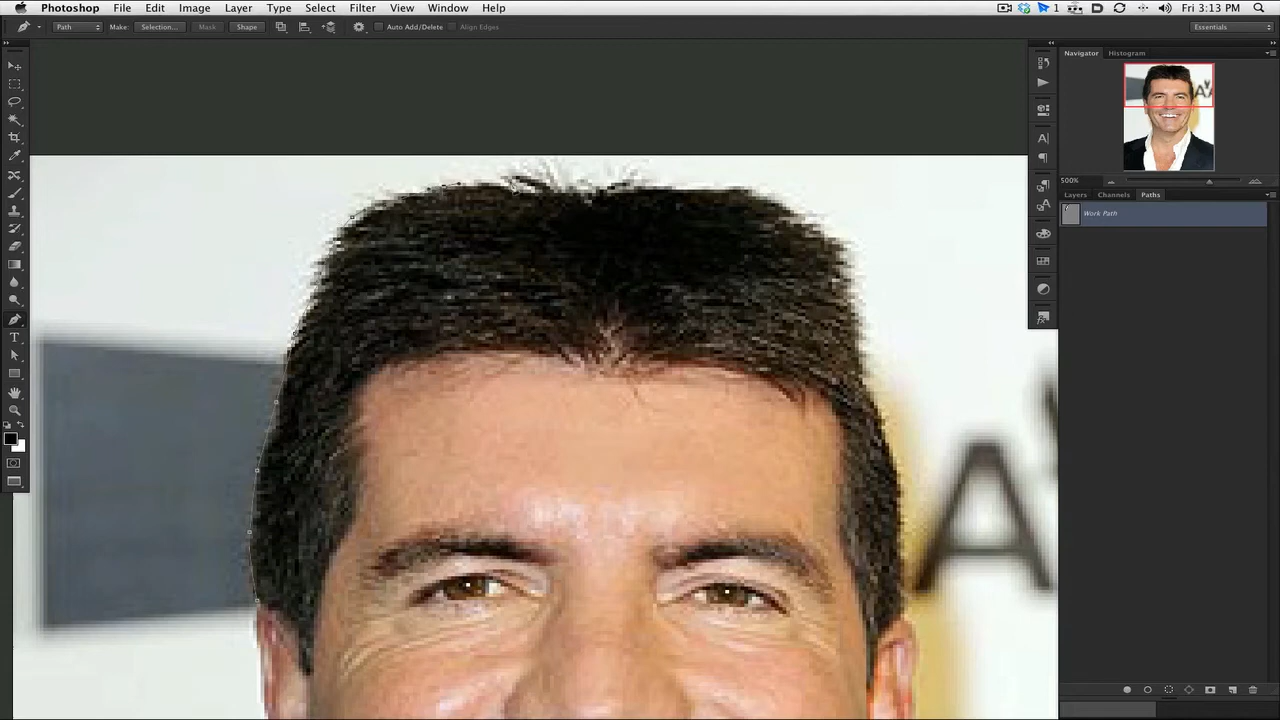 Photoshop File Edit Image Layer Type Select Filter View Window Help 1 Fri 3:13 PM
Path Make: Selection... Mask Shape Auto Add/Delete Align Edges Essentials
Navigator Histogram
500%
Layers Channels Paths
Work Path
A